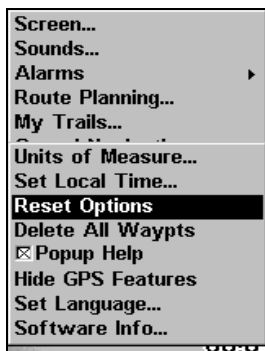 Screen...
Sounds...
Alarms
Route Planning...
My Trails...
Units of Measure...
Set Local Time...
Reset Options
Delete All Waypts
Popup Help
Hide GPS Features
Set Language...
Software Info...